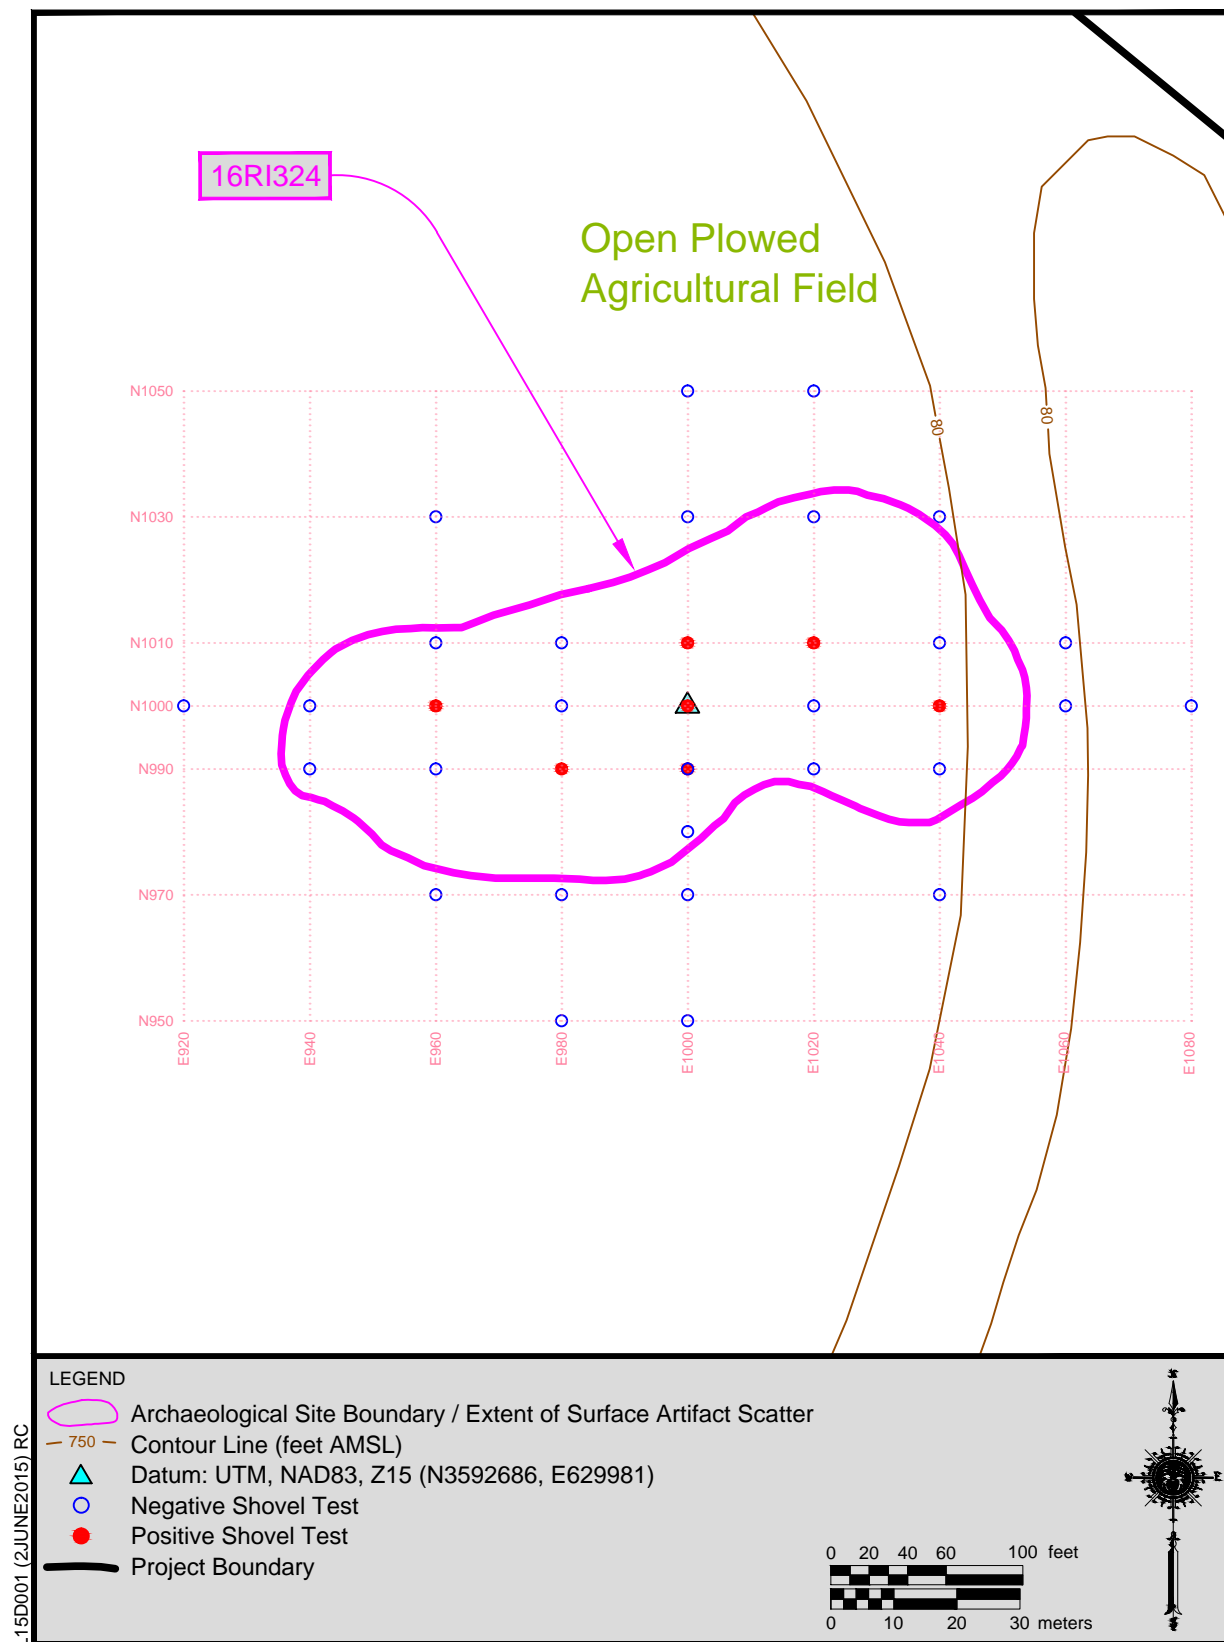 16RI324
Open Plowed
Agricultural Field
80
80
N1050
N1030
N1010
N1000
N990
N970
N950
E920
E940
E960
E980
E1000
E1020
E1040
E1060
E1080
LEGEND
Archaeological Site Boundary / Extent of Surface Artifact Scatter
750 Contour Line (feet AMSL)
Datum: UTM, NAD83, Z15 (N3592686, E629981)
Negative Shovel Test
Positive Shovel Test
Project Boundary
0 20 40 60 100 feet
0 10 20 30 meters
15D001 (2JUNE2015) RC